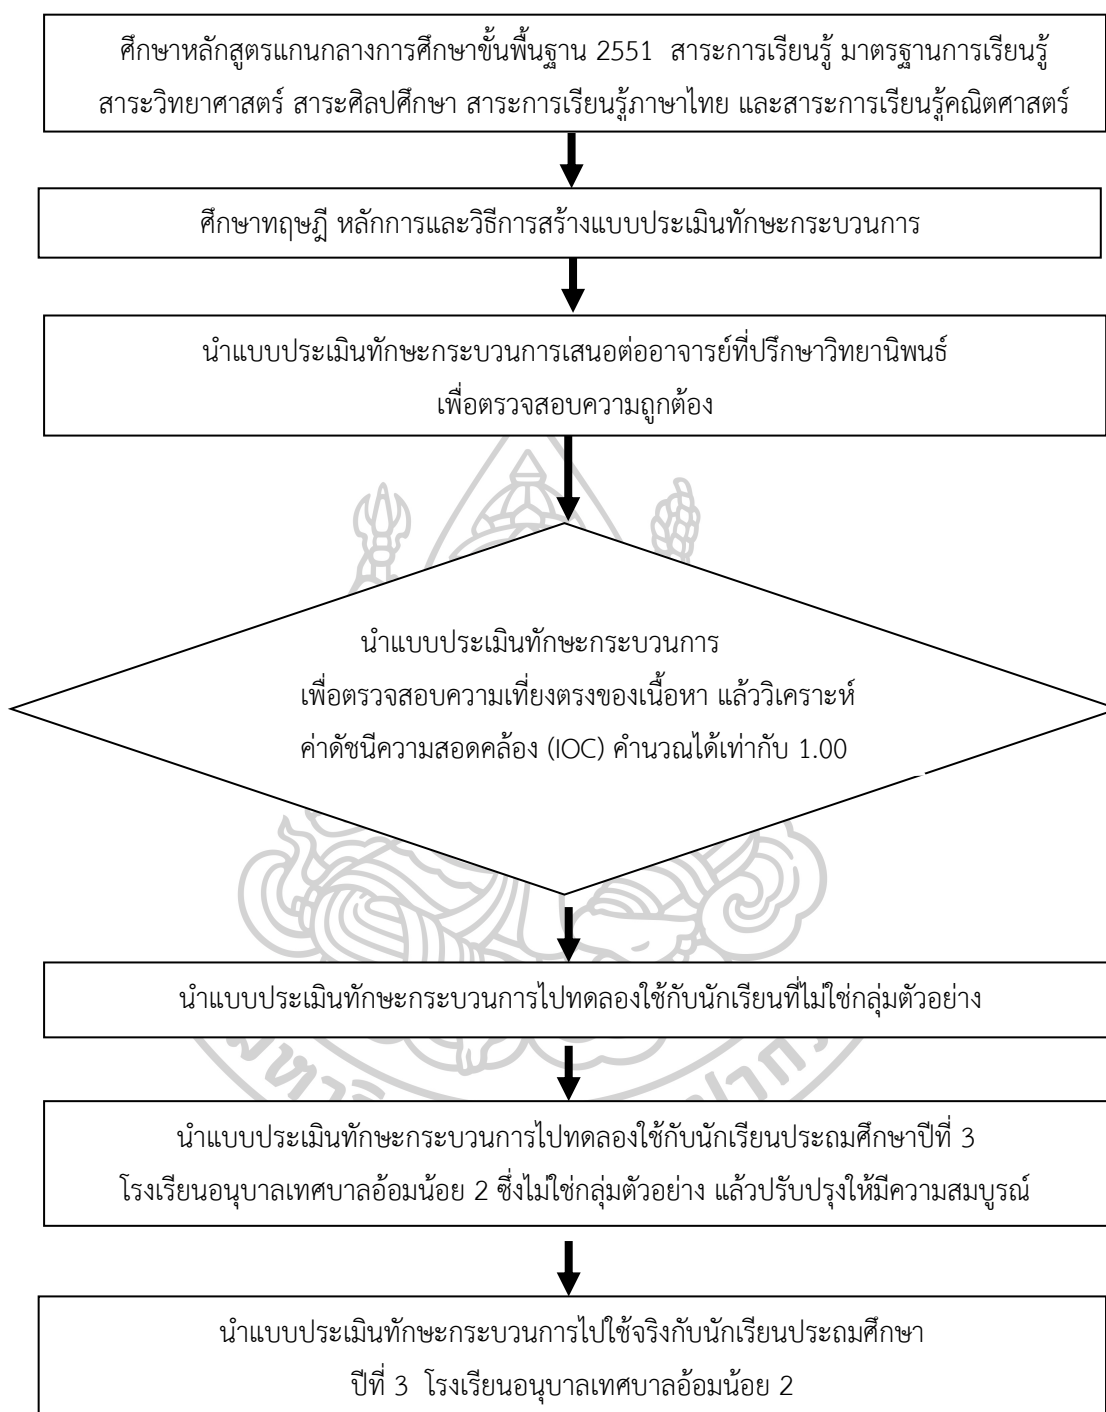 ศึกษาหลักสูตรแกนกลางการศึกษาขั้นพื้นฐาน 2551 สาระการเรียนรู้ มาตรฐานการเรียนรู้
สาระวิทยาศาสตร์ สาระศิลปศึกษา สาระการเรียนรู้ภาษาไทย และสาระการเรียนรู้คณิตศาสตร์
ศึกษาทฤษฎี หลักการและวิธีการสร้างแบบประเมินทักษะกระบวนการ
นำแบบประเมินทักษะกระบวนการเสนอต่ออาจารย์ที่ปรึกษาวิทยานิพนธ์
เพื่อตรวจสอบความถูกต้อง
นำแบบประเมินทักษะกระบวนการ
เพื่อตรวจสอบความเที่ยงตรงของเนื้อหา แล้ววิเคราะห์
ค่าดัชนีความสอดคล้อง (IOC) คำนวณได้เท่ากับ 1.00
นำแบบประเมินทักษะกระบวนการไปทดลองใช้กับนักเรียนที่ไม่ใช่กลุ่มตัวอย่าง
นำแบบประเมินทักษะกระบวนการไปทดลองใช้กับนักเรียนประถมศึกษาปีที่ 3
โรงเรียนอนุบาลเทศบาลอ้อมน้อย 2 ซึ่งไม่ใช่กลุ่มตัวอย่าง แล้วปรับปรุงให้มีความสมบูรณ์
นำแบบประเมินทักษะกระบวนการไปใช้จริงกับนักเรียนประถมศึกษา
ปีที่ 3 โรงเรียนอนุบาลเทศบาลอ้อมน้อย 2